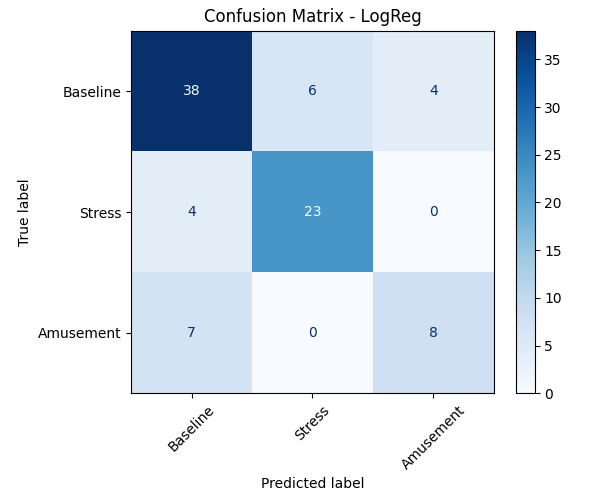 Confusion Matrix - LogReg
True label
Baseline 38 6 4
Stress 4 23 0
Amusement 7 0 8
Baseline Stress Amusement
Predicted label
35
30
25
20
15
10
5
0